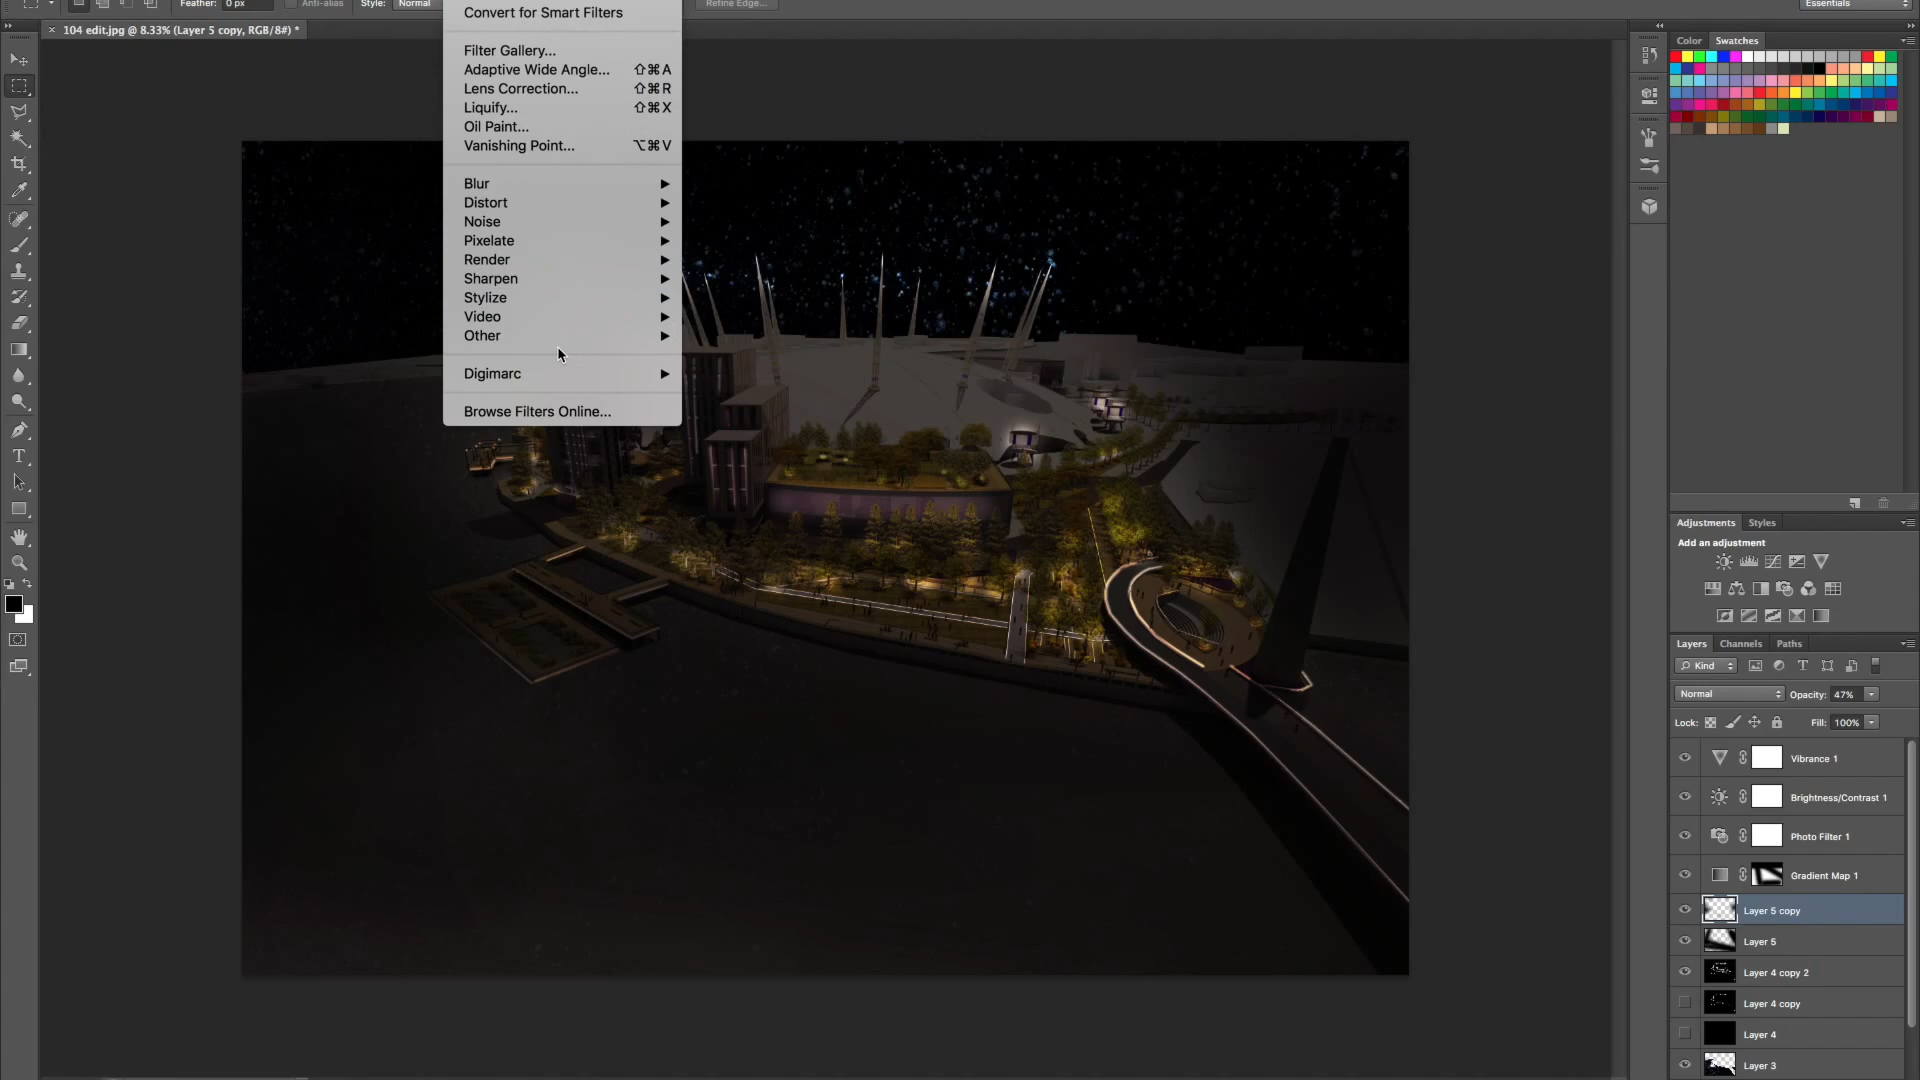 Feather: 0 px
Anti-alias
Style: Normal
Refine Edge...
Essentials
× 104 edit.jpg @ 8.33% (Layer 5 copy, RGB/8#) *
Convert for Smart Filters
Filter Gallery...
Adaptive Wide Angle... ⇧⌘A
Lens Correction... ⇧⌘R
Liquify... ⇧⌘X
Oil Paint...
Vanishing Point... ⌥⌘V
Blur
Distort
Noise
Pixelate
Render
Sharpen
Stylize
Video
Other
Digimarc
Browse Filters Online...
Color Swatches
Adjustments Styles
Add an adjustment
Layers Channels Paths
Kind
Normal Opacity: 47%
Lock: Fill: 100%
Vibrance 1
Brightness/Contrast 1
Photo Filter 1
Gradient Map 1
Layer 5 copy
Layer 5
Layer 4 copy 2
Layer 4 copy
Layer 4
Layer 3